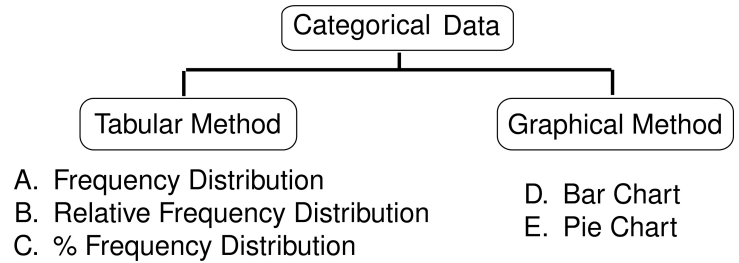 Categorical Data
Tabular Method
Graphical Method
A. Frequency Distribution
B. Relative Frequency Distribution
C. % Frequency Distribution
D. Bar Chart
E. Pie Chart